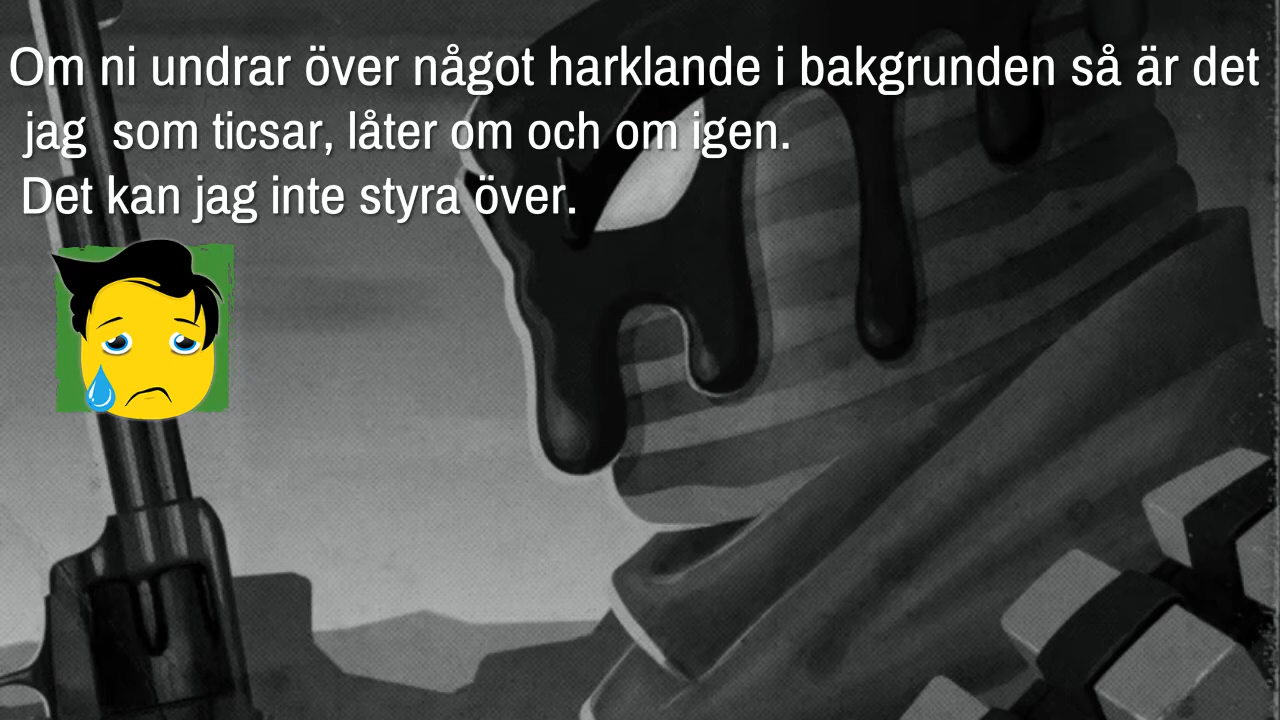 Om ni undrar över något harklande i bakgrunden så är det
jag som ticsar, låter om och om igen.
Det kan jag inte styra över.